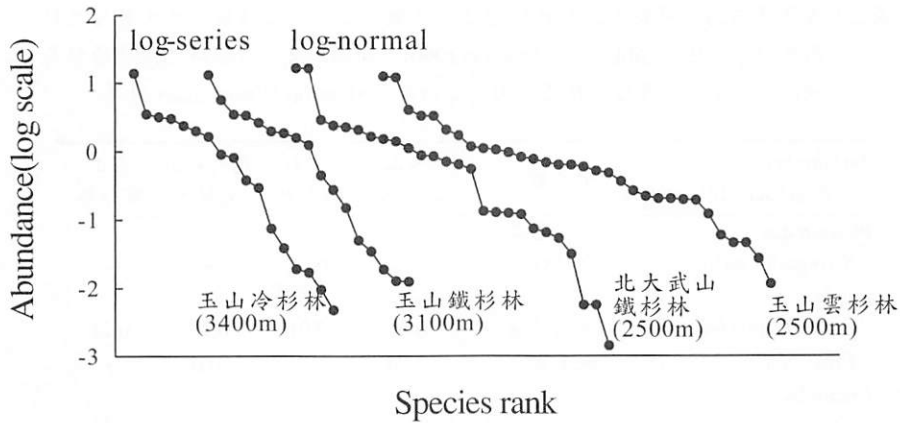 2
log-series
log-normal
1
0
-1
-2
-3
Abundance(log scale)
玉山冷杉林
(3400m)
玉山鐵杉林
(3100m)
北大武山
鐵杉林
(2500m)
玉山雲杉林
(2500m)
Species rank